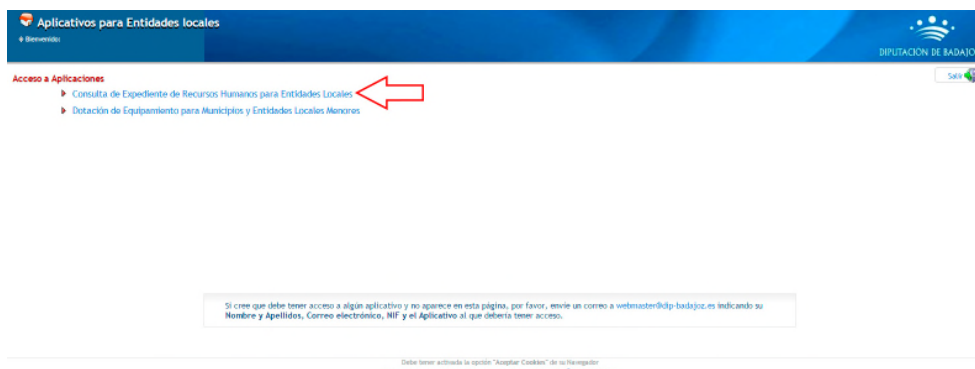 Aplicativos para Entidades locales
Bienvenido:
DIPUTACIÓN DE BADAJO
Salir
Acceso a Aplicaciones
Consulta de Expediente de Recursos Humanos para Entidades Locales
Dotación de Equipamiento para Municipios y Entidades Locales Menores
Si cree que debe tener acceso a algún aplicativo y no aparece en esta página, por favor, envíe un correo a webmaster@dip-badajoz.es indicando su
Nombre y Apellidos, Correo electrónico, NIF y el Aplicativo al que debería tener acceso.
Debe tener activada la opción "Aceptar Cookies" de su Navegador